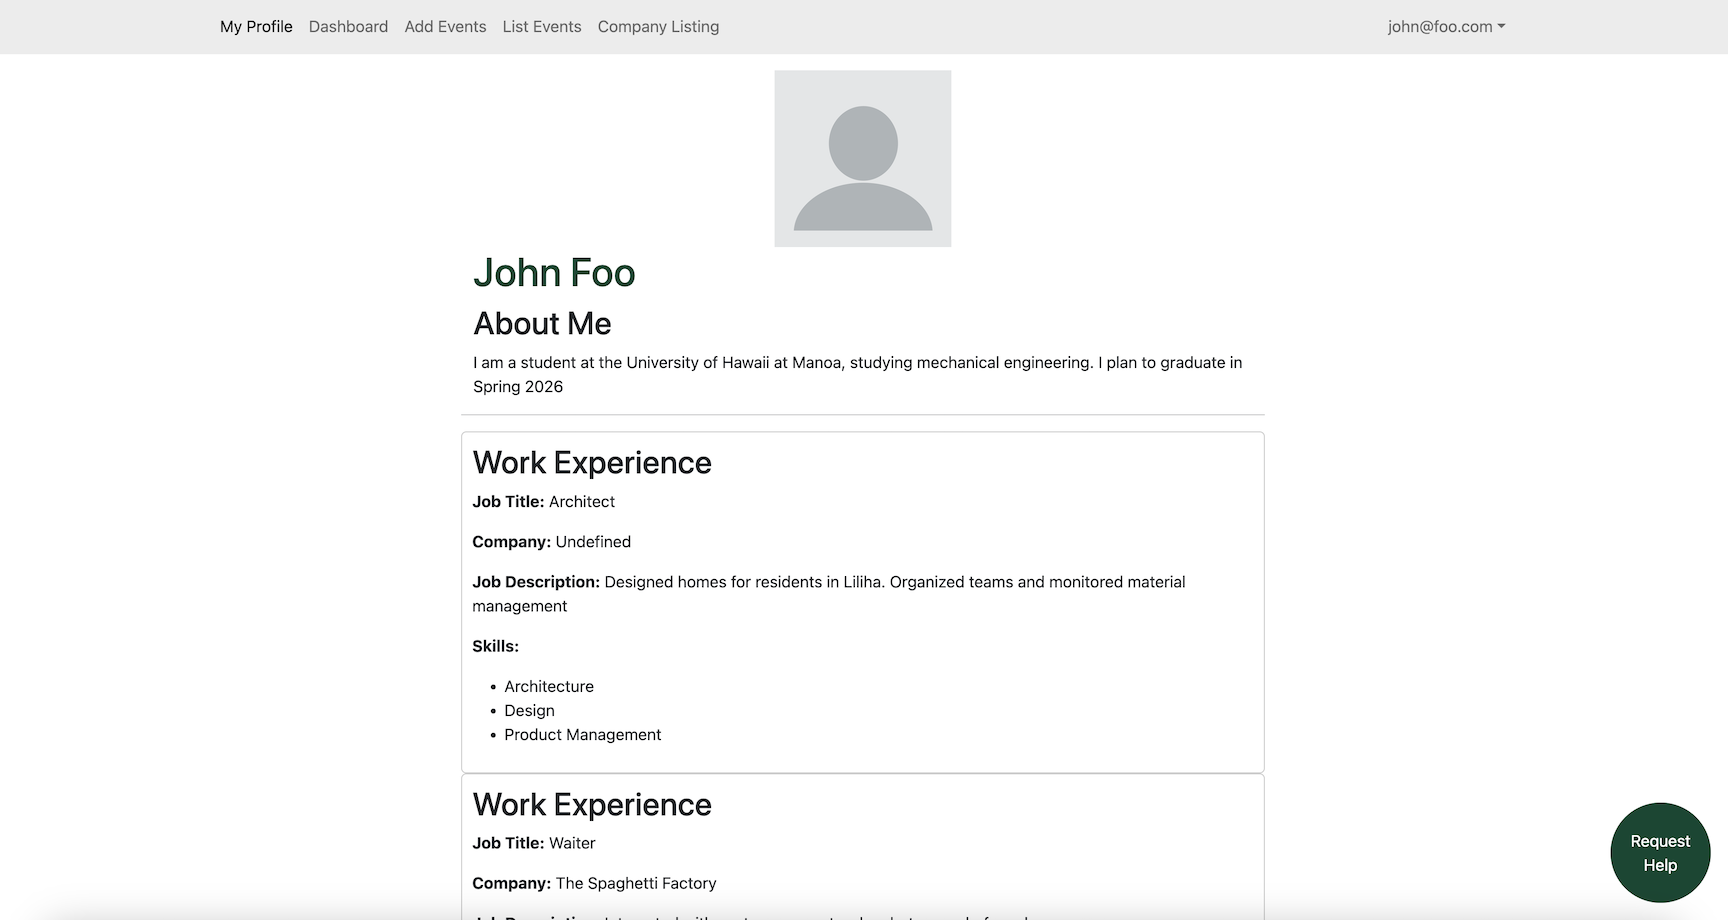 My Profile Dashboard Add Events List Events Company Listing john@foo.com
John Foo
About Me
I am a student at the University of Hawaii at Manoa, studying mechanical engineering. I plan to graduate in
Spring 2026
Work Experience
Job Title: Architect
Company: Undefined
Job Description: Designed homes for residents in Liliha. Organized teams and monitored material
management
Skills:
• Architecture
• Design
• Product Management
Work Experience
Job Title: Waiter
Company: The Spaghetti Factory
Request
Help